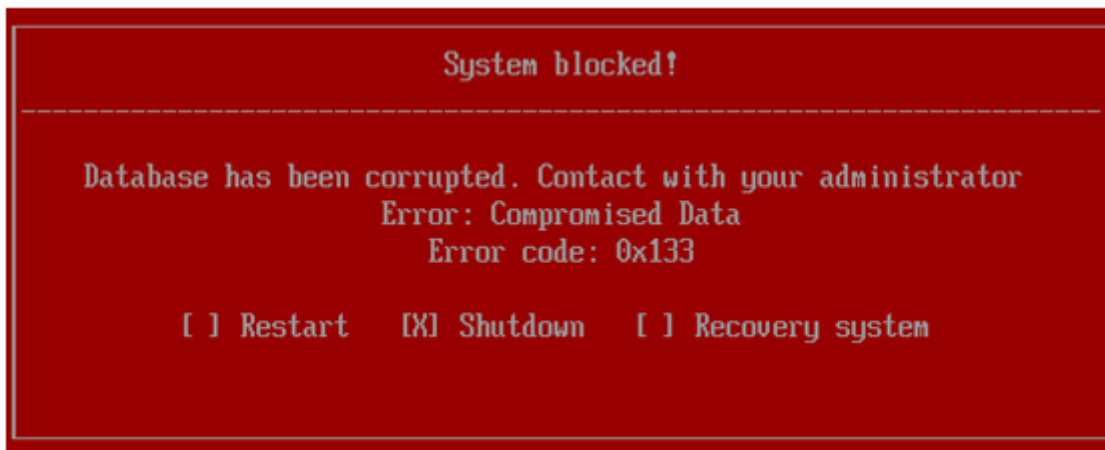 System blocked!
Database has been corrupted. Contact with your administrator
Error: Compromised Data
Error code: 0x133
[ ] Restart [X] Shutdown [ ] Recovery system